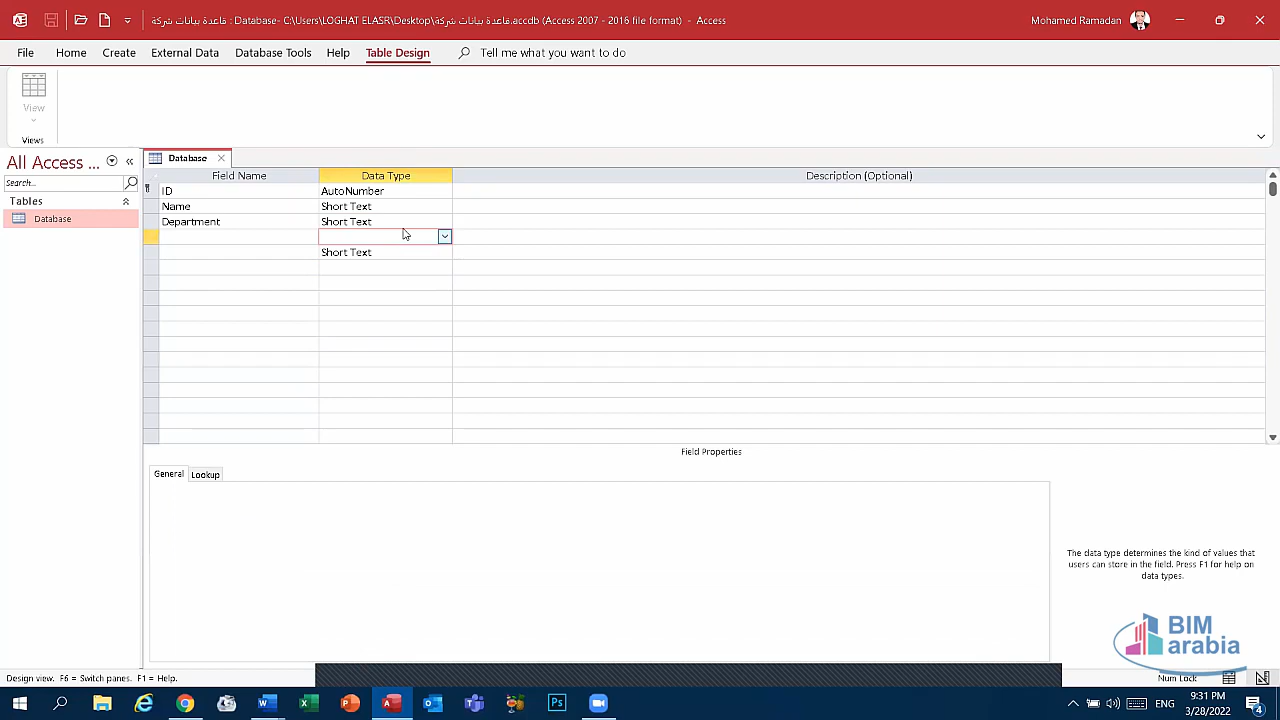 قاعدة بيانات شركة : Database- C:\Users\LOGHAT ELASR\Desktop\قاعدة بيانات شركة.accdb (Access 2007 - 2016 file format) - Access
Mohamed Ramadan
File Home Create External Data Database Tools Help Table Design Tell me what you want to do
View
Views
All Access ...
Database
Search...
Tables
Database
Field Name Data Type Description (Optional)
ID AutoNumber
Name Short Text
Department Short Text
Short Text
Field Properties
General Lookup
The data type determines the kind of values that
users can store in the field. Press F1 for help on
data types.
BIM
arabia
Design view. F6 = Switch panes. F1 = Help.
Num Lock
ENG
9:31 PM
3/28/2022
4